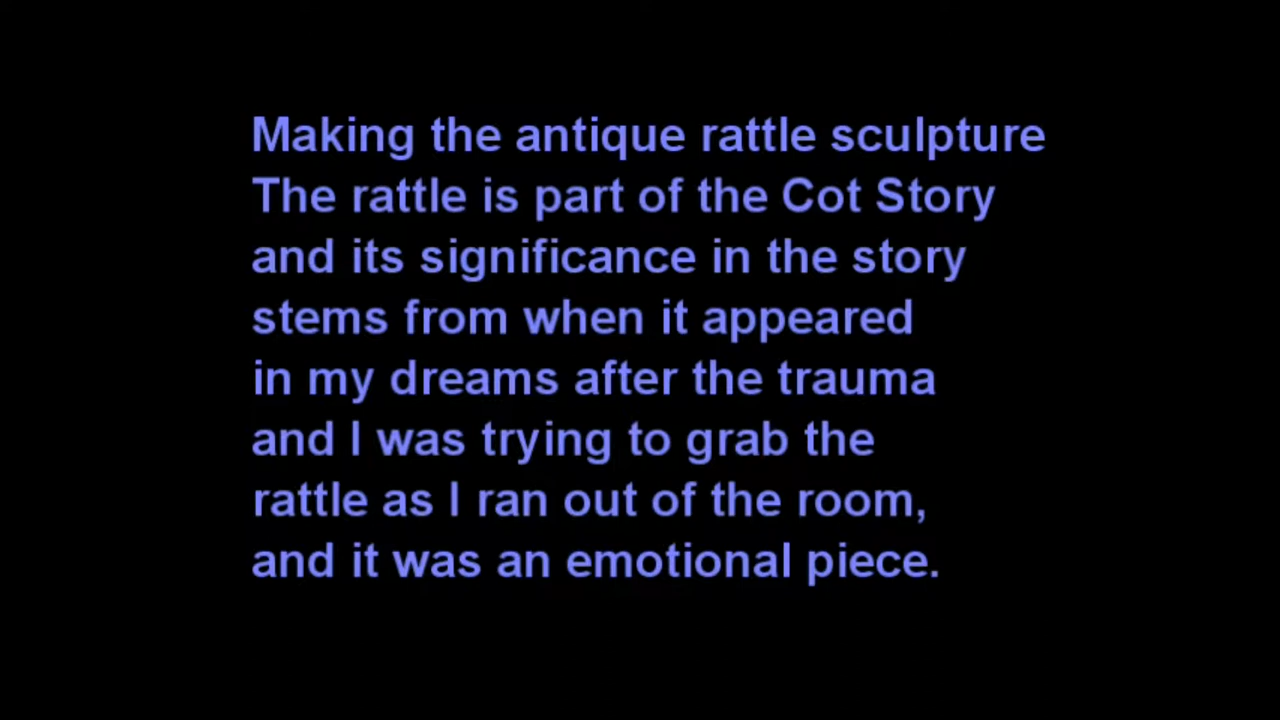 Making the antique rattle sculpture
The rattle is part of the Cot Story
and its significance in the story
stems from when it appeared
in my dreams after the trauma
and I was trying to grab the
rattle as I ran out of the room,
and it was an emotional piece.